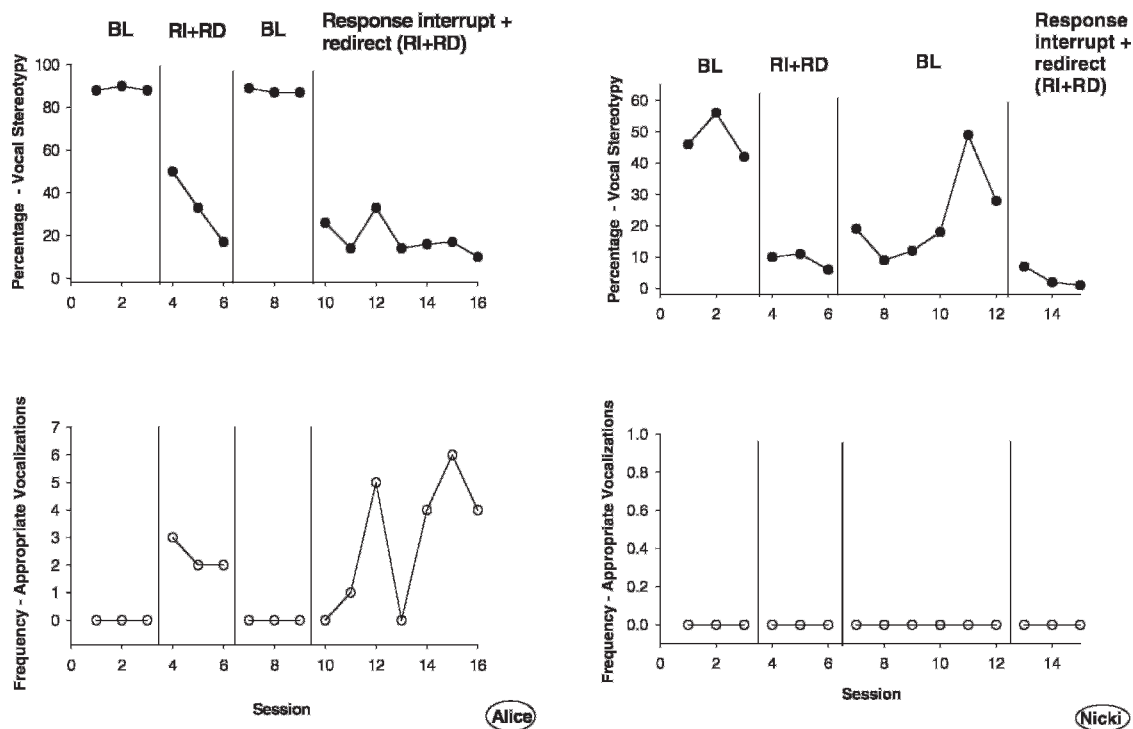 BL
RI+RD
BL
Response interrupt +
redirect (RI+RD)
Percentage - Vocal Stereotypy
100
80
60
40
20
0
0 2 4 6 8 10 12 14 16
Frequency - Appropriate Vocalizations
7
6
5
4
3
2
1
0
0 2 4 6 8 10 12 14 16
Session
Alice
BL
RI+RD
BL
Response
interrupt +
redirect
(RI+RD)
Percentage - Vocal Stereotypy
60
50
40
30
20
10
0
0 2 4 6 8 10 12 14
Frequency - Appropriate Vocalizations
1.0
0.8
0.6
0.4
0.2
0.0
0 2 4 6 8 10 12 14
Session
Nicki